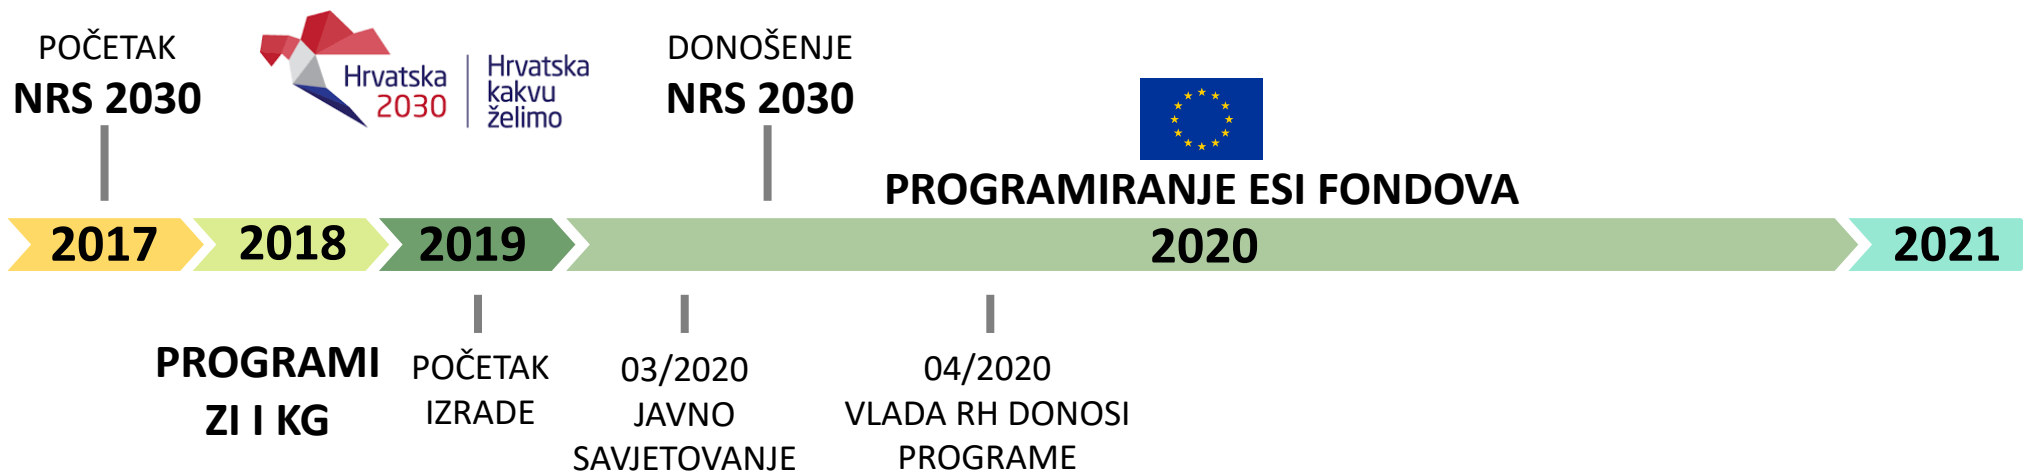 POČETAK
NRS 2030
Hrvatska
2030
Hrvatska
kakvu
želimo
DONOŠENJE
NRS 2030
PROGRAMIRANJE ESI FONDOVA
2017
2018
2019
2020
2021
PROGRAMI
ZI I KG
POČETAK
IZRADE
03/2020
JAVNO
SAVJETOVANJE
04/2020
VLADA RH DONOSI
PROGRAME